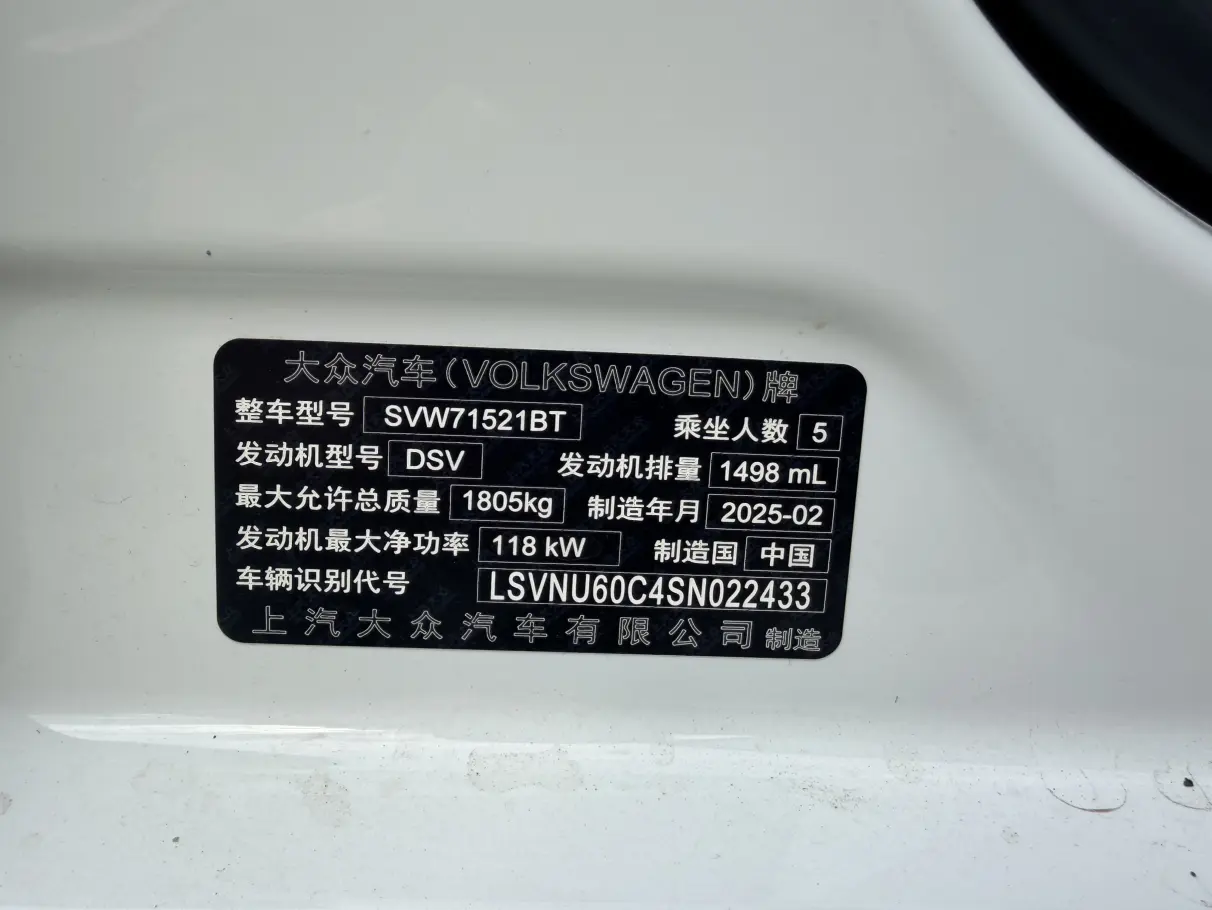 大众汽车(VOLKSWAGEN)牌
整车型号 SVW71521BT 乘坐人数 5
发动机型号 DSV 发动机排量 1498 mL
最大允许总质量 1805kg 制造年月 2025-02
发动机最大净功率 118 kW 制造国 中国
车辆识别代号 LSVNU60C4SN022433
上汽大众汽车有限公司 制造